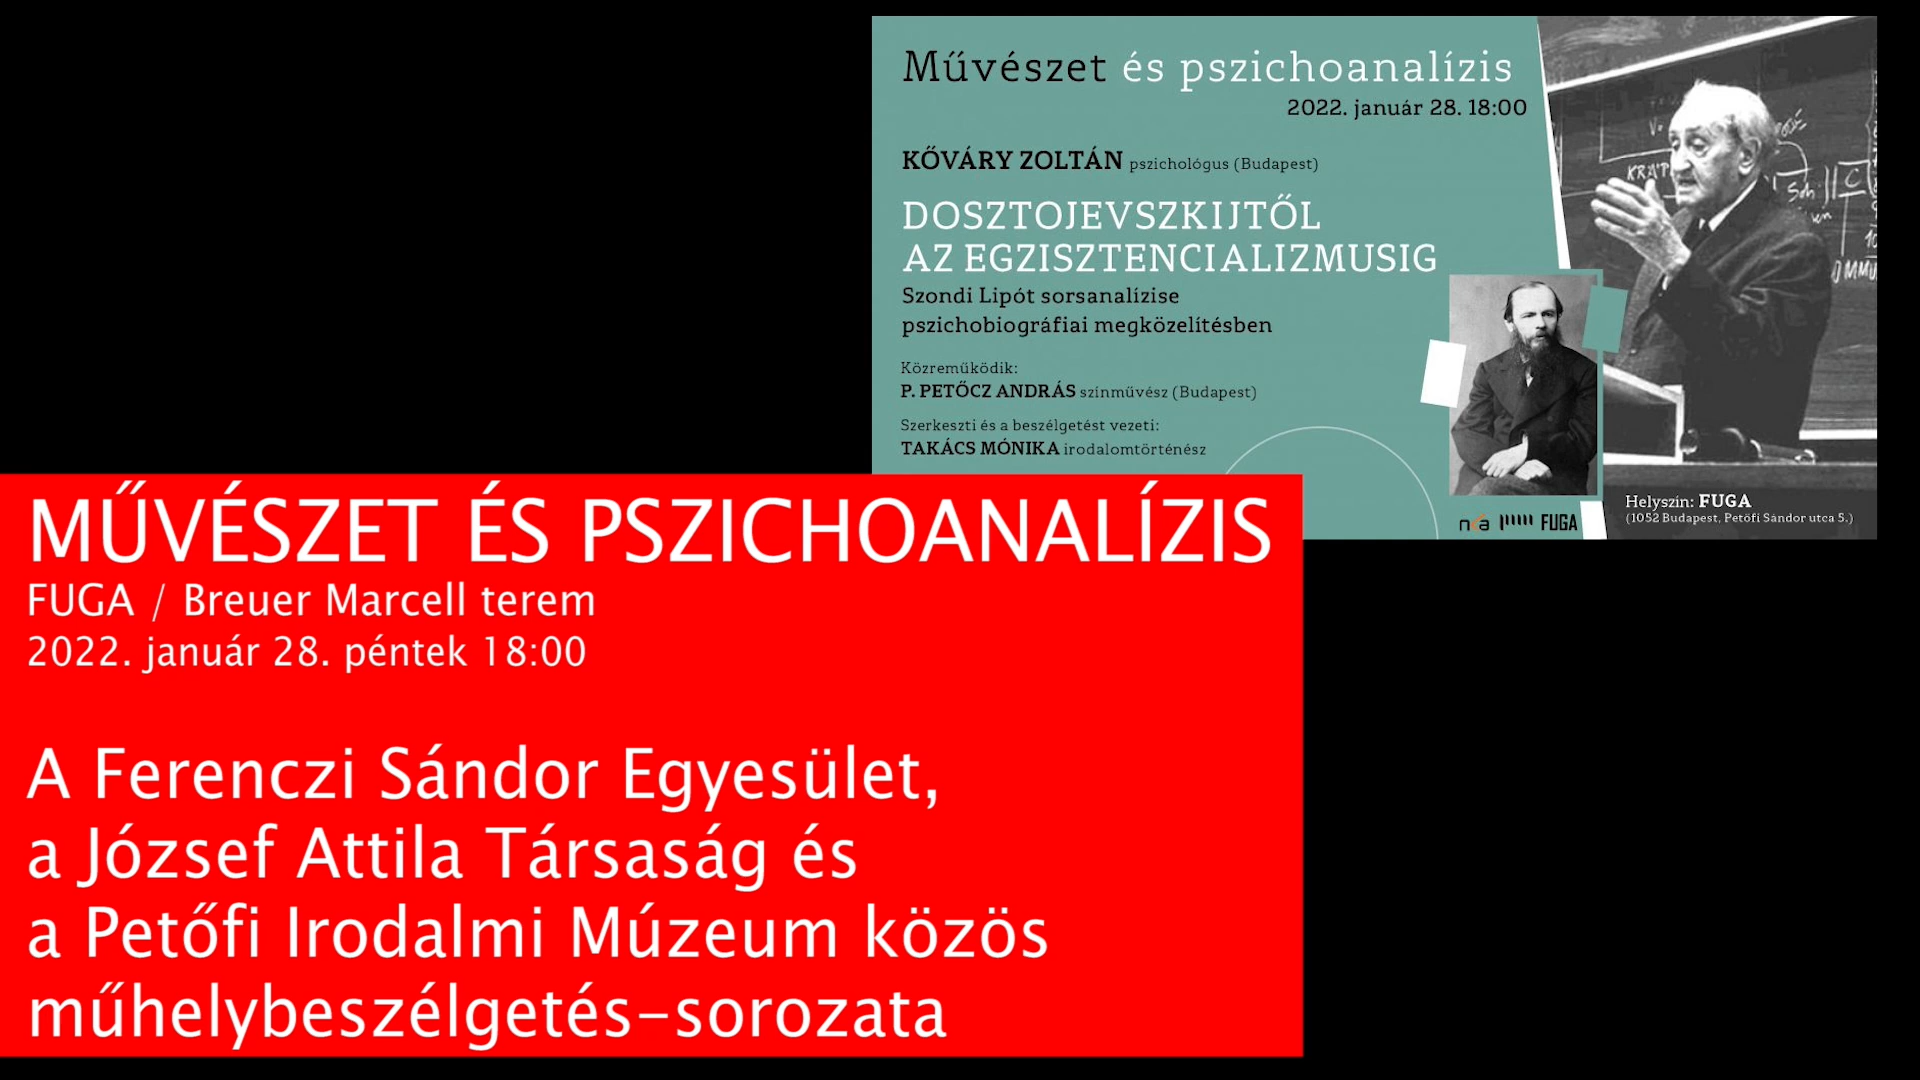 Művészet és pszichoanalízis
2022. január 28. 18:00
KŐVÁRY ZOLTÁN pszichológus (Budapest)
DOSZTOJEVSZKIJTŐL
AZ EGZISZTENCIALIZMUSIG
Szondi Lipót sorsanalízise
pszichobiográfiai megközelítésben
Közreműködik:
P. PETŐCZ ANDRÁS színművész (Budapest)
Szerkeszti és a beszélgetést vezeti:
TAKÁCS MÓNIKA irodalomtörténész
nka FUGA
Helyszín: FUGA
(1052 Budapest, Petőfi Sándor utca 5.)
MŰVÉSZET ÉS PSZICHOANALÍZIS
FUGA / Breuer Marcell terem
2022. január 28. péntek 18:00
A Ferenczi Sándor Egyesület,
a József Attila Társaság és
a Petőfi Irodalmi Múzeum közös
műhelybeszélgetés-sorozata